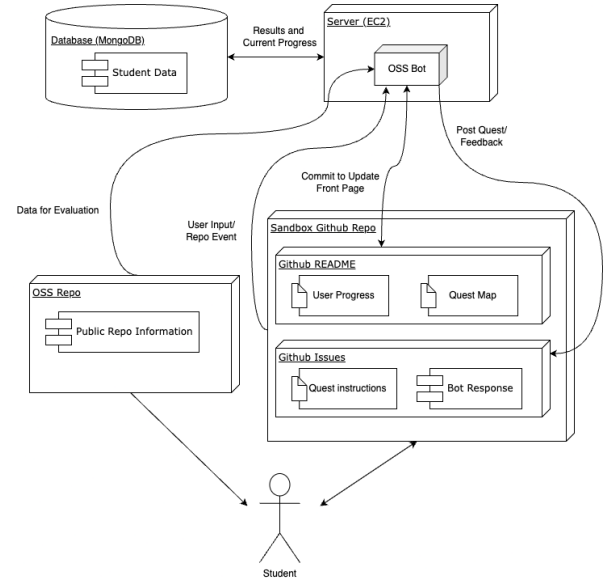 Database (MongoDB)
Student Data
Results and
Current Progress
Server (EC2)
OSS Bot
Post Quest/
Feedback
Commit to Update
Front Page
Data for Evaluation
User Input/
Repo Event
Sandbox Github Repo
Github README
User Progress
Quest Map
OSS Repo
Public Repo Information
Github Issues
Quest instructions
Bot Response
Student